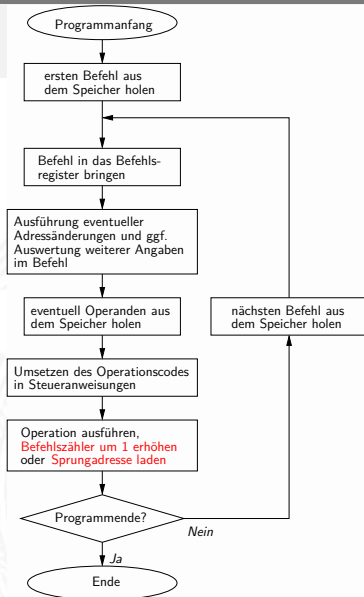 Programmanfang
ersten Befehl aus
dem Speicher holen
Befehl in das Befehls-
register bringen
Ausführung eventueller
Adressänderungen und ggf.
Auswertung weiterer Angaben
im Befehl
eventuell Operanden aus
dem Speicher holen
nächsten Befehl aus
dem Speicher holen
Umsetzen des Operationscodes
in Steueranweisungen
Operation ausführen,
Befehlszähler um 1 erhöhen
oder Sprungadresse laden
Programmende?
Nein
Ja
Ende